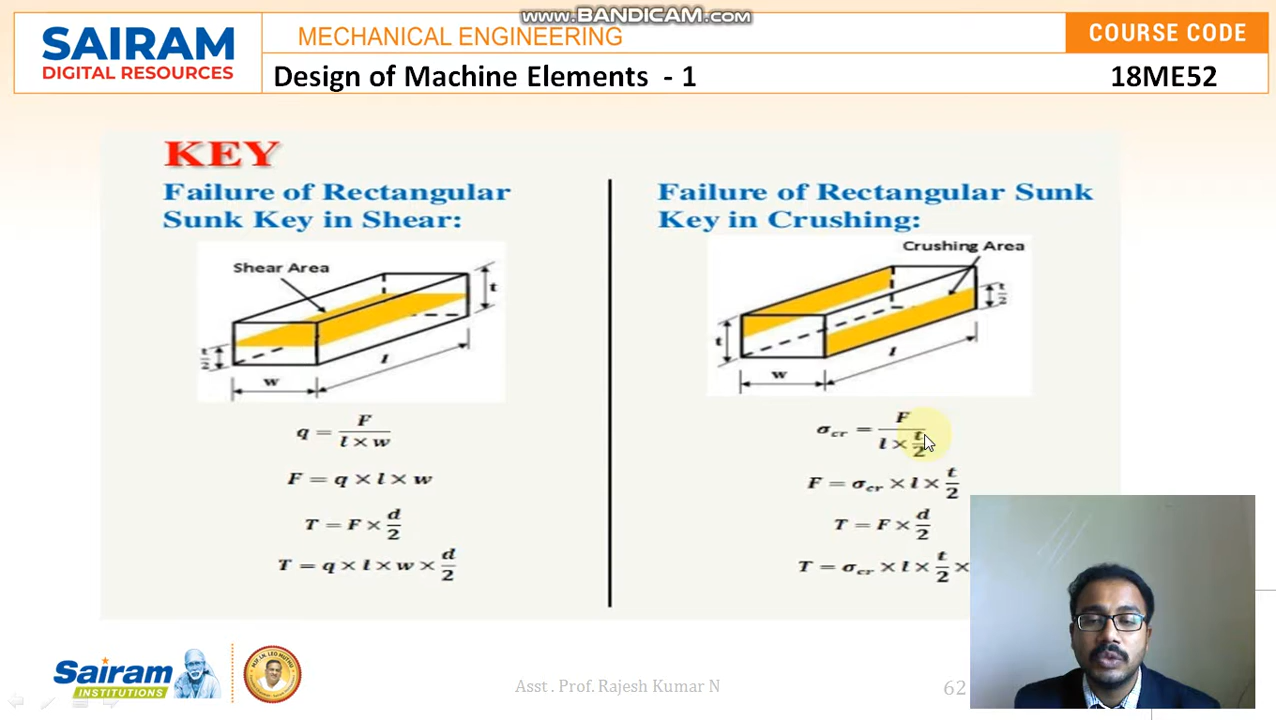 www.BANDICAM.com
SAIRAM
DIGITAL RESOURCES
MECHANICAL ENGINEERING
COURSE CODE
Design of Machine Elements - 1
18ME52
KEY
Failure of Rectangular
Sunk Key in Shear:
Shear Area
t
t/2
w
l
q = F / l × w
F = q × l × w
T = F × d/2
T = q × l × w × d/2
Failure of Rectangular Sunk
Key in Crushing:
Crushing Area
t/2
t
w
l
σcr = F / l × t/2
F = σcr × l × t/2
T = F × d/2
T = σcr × l × t/2 ×
Sairam
INSTITUTIONS
Asst . Prof. Rajesh Kumar N
62